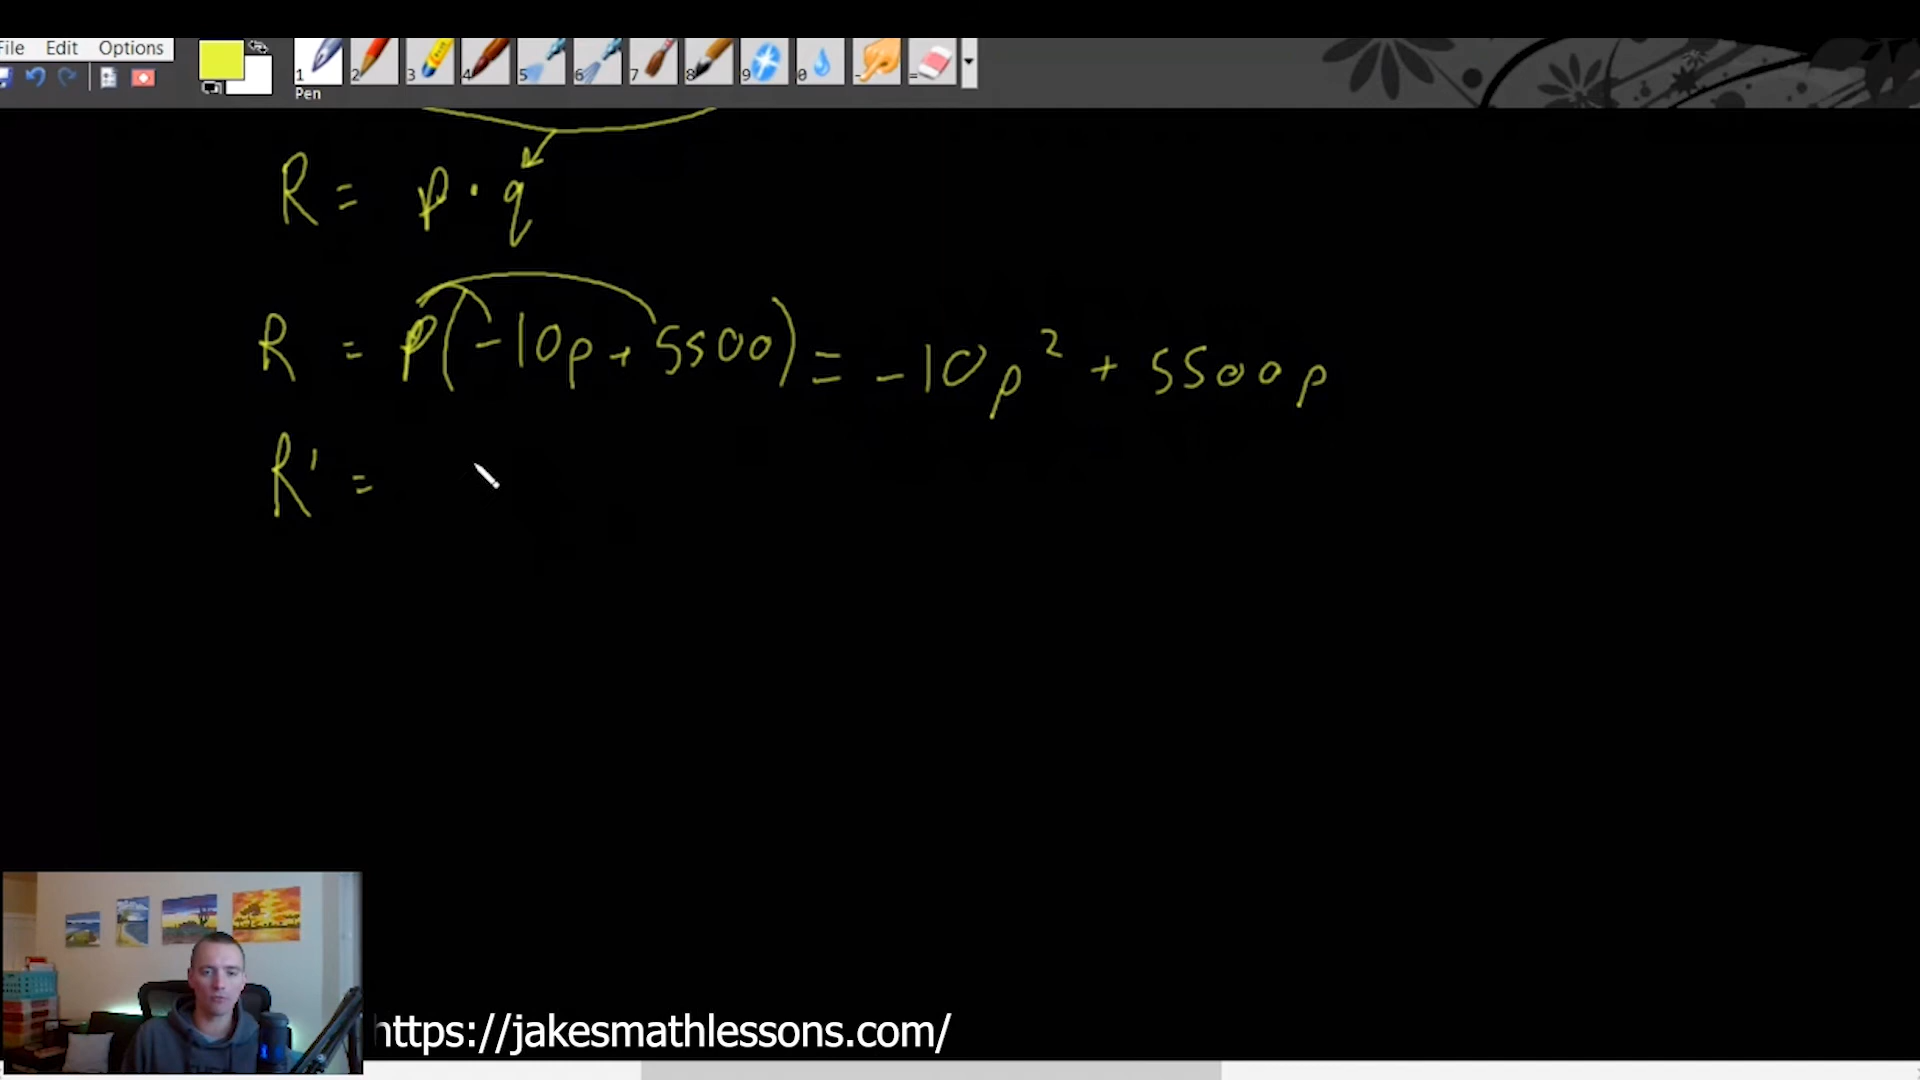 File Edit Options
1 2 3 4 5 6 7 8 9 0 - =
Pen
R = p · q
R = p(-10p + 5500) = -10p² + 5500p
R' =
https://jakesmathlessons.com/